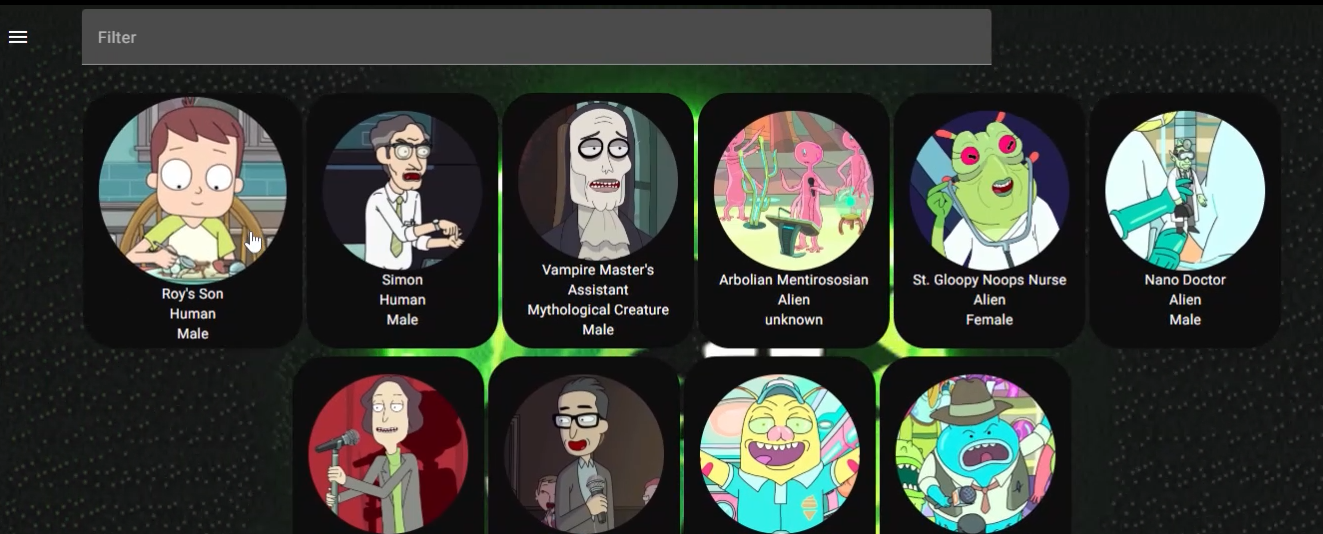 Filter
Roy's Son
Human
Male
Simon
Human
Male
Vampire Master's
Assistant
Mythological Creature
Male
Arbolian Mentirososian
Alien
unknown
St. Gloopy Noops Nurse
Alien
Female
Nano Doctor
Alien
Male